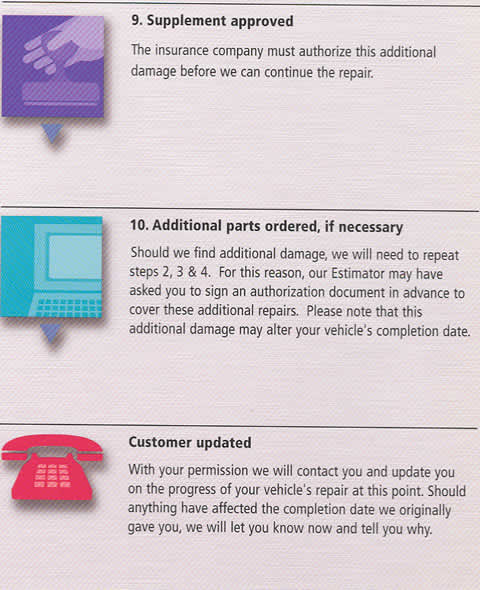 9. Supplement approved
The insurance company must authorize this additional
damage before we can continue the repair.
10. Additional parts ordered, if necessary
Should we find additional damage, we will need to repeat
steps 2, 3 & 4.  For this reason, our Estimator may have
asked you to sign an authorization document in advance to
cover these additional repairs.  Please note that this
additional damage may alter your vehicle's completion date.
Customer updated
With your permission we will contact you and update you
on the progress of your vehicle's repair at this point. Should
anything have affected the completion date we originally
gave you, we will let you know now and tell you why.